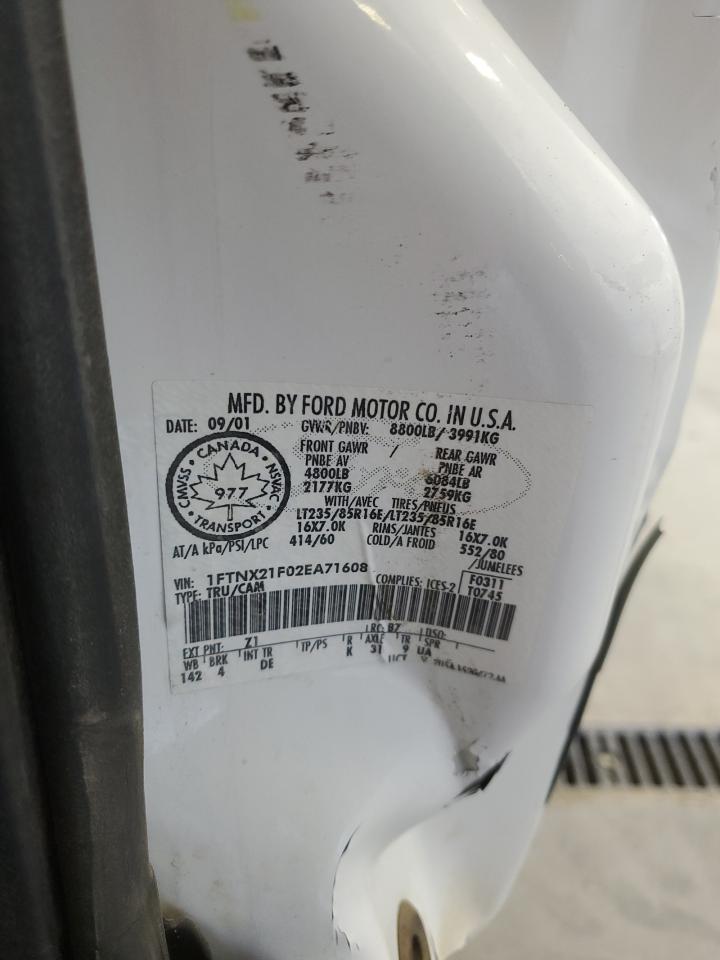 MFD. BY FORD MOTOR CO. IN U.S.A.
DATE: 09/01 GVWR/PNBV: 8800LB/ 3991KG
CANADA
CMVSS NSVAC
977
TRANSPORT
FRONT GAWR / REAR GAWR
PNBE AV PNBE AR
4800LB 6084LB
2177KG 2759KG
WITH/AVEC TIRES/PNEUS
LT235/85R16E/LT235/85R16E
16X7.0K RIMS/JANTES 16X7.0K
AT/A kPa/PSI/LPC 414/60 COLD/A FROID 552/80
/JUMELEES
VIN: 1FTNX21F02EA71608 COMPLIES: ICES-2 F0311
TYPE: TRU/CAM T0745
RC: B7 DSO:
EXT PNT: Z1
WB BRK INT TR TP/PS R AXLE TR SPR
142 4 DE K 31 9 UA